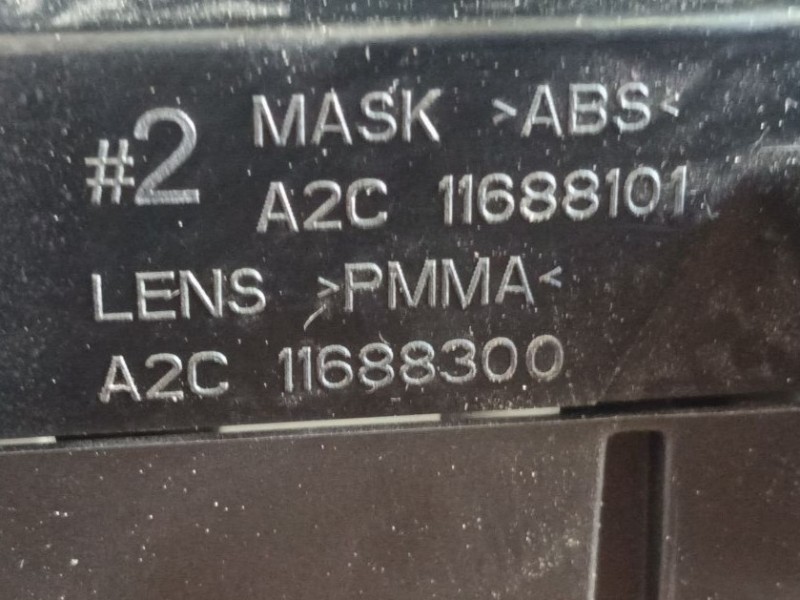 #2 MASK >ABS<
A2C 11688101
LENS >PMMA<
A2C 11688300